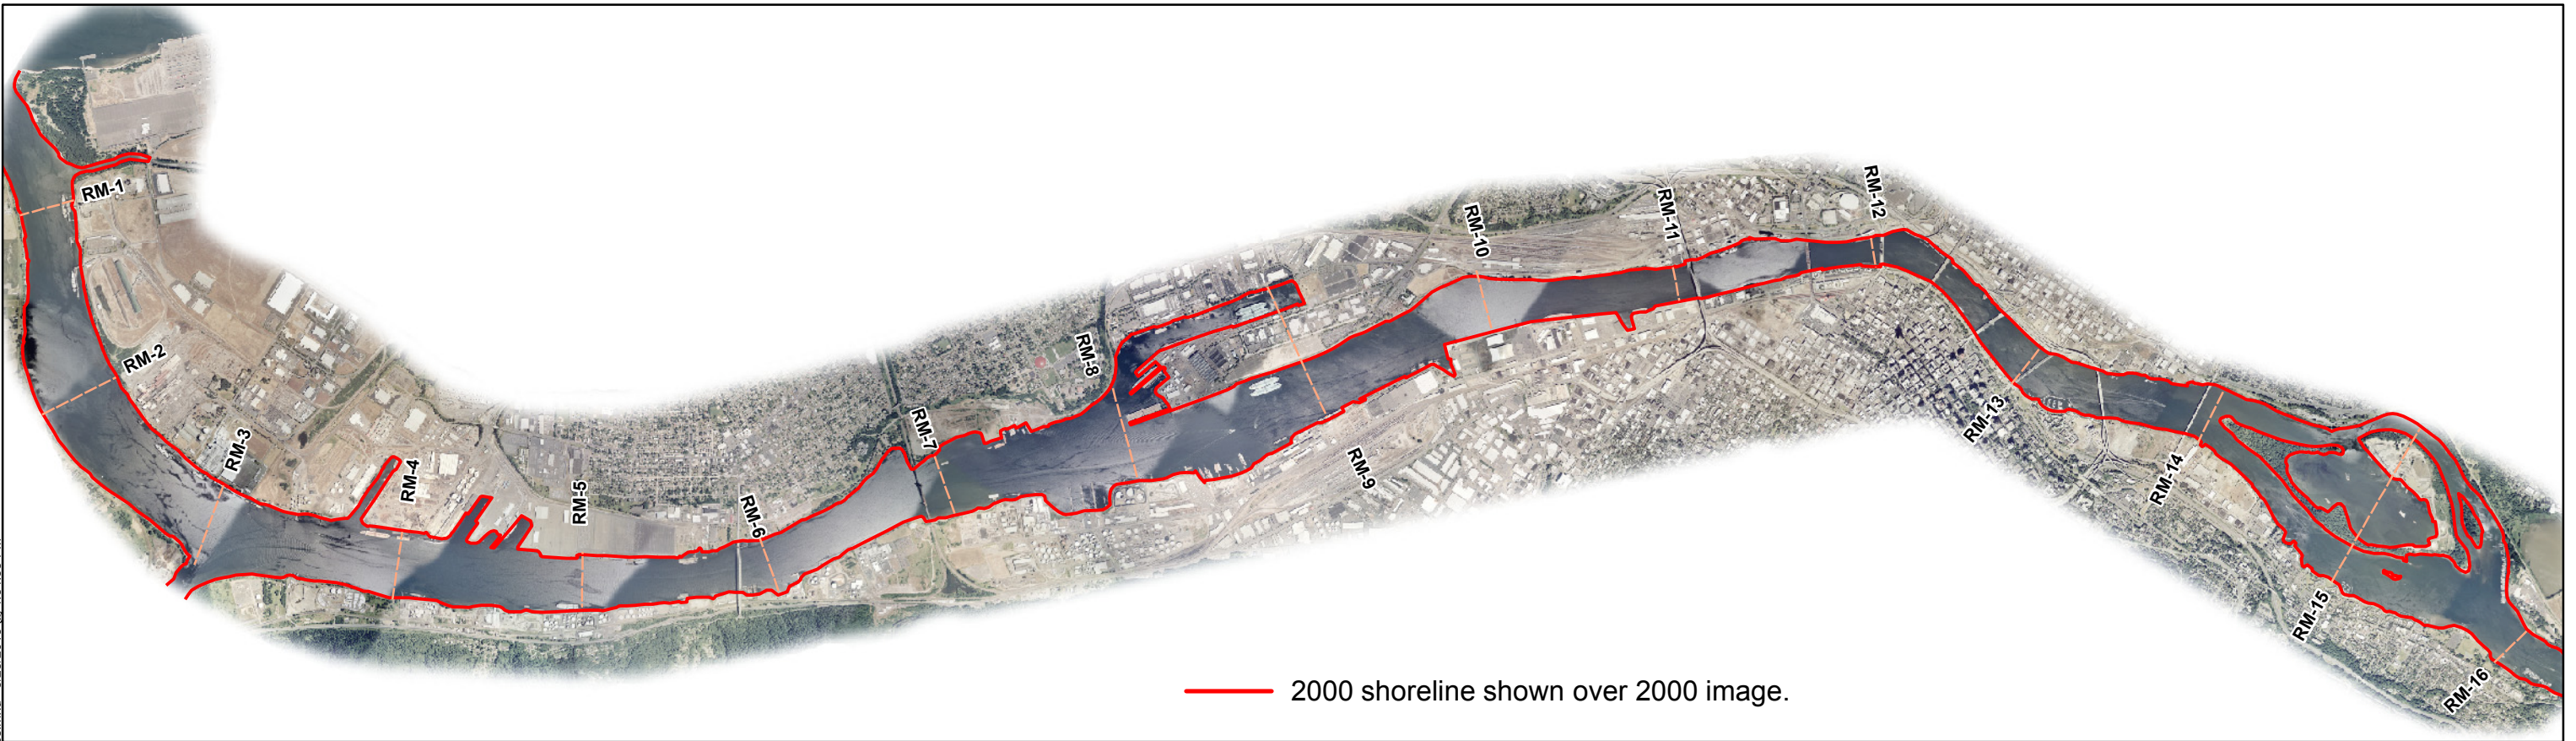 RM-1
RM-2
RM-3
RM-4
RM-5
RM-6
RM-7
RM-8
RM-9
RM-10
RM-11
RM-12
RM-13
RM-14
RM-15
RM-16
2000 shoreline shown over 2000 image.